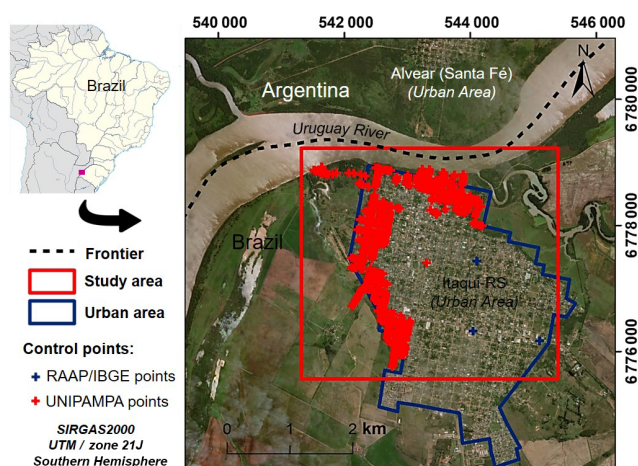 540 000 542 000 544 000 546 000
Brazil
N
Alvear (Santa Fé)
(Urban Area)
Argentina
Uruguay River
6780 000
6778 000
6776 000
Brazil
Itaqui-RS
(Urban Area)
Frontier
Study area
Urban area
Control points:
RAAP/IBGE points
UNIPAMPA points
SIRGAS2000
UTM / zone 21J
Southern Hemisphere
0 1 2 km